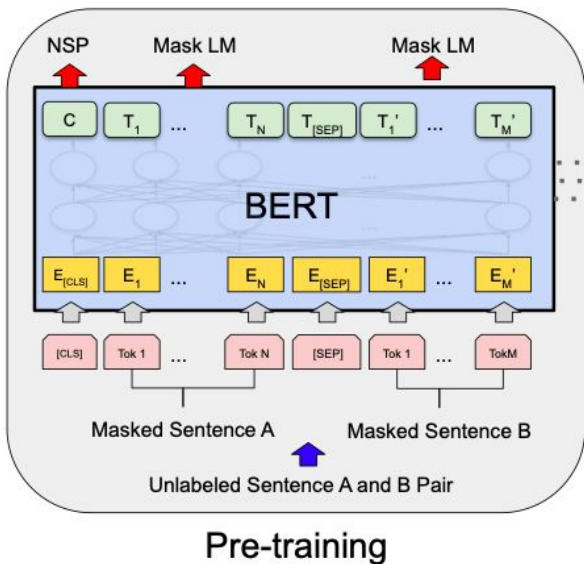 NSP Mask LM Mask LM
C T1 ... TN T[SEP] T1' ... TM'
...
BERT
...
E[CLS] E1 ... EN E[SEP] E1' ... EM'
[CLS] Tok 1 ... Tok N [SEP] Tok 1 ... TokM
Masked Sentence A Masked Sentence B
Unlabeled Sentence A and B Pair
Pre-training